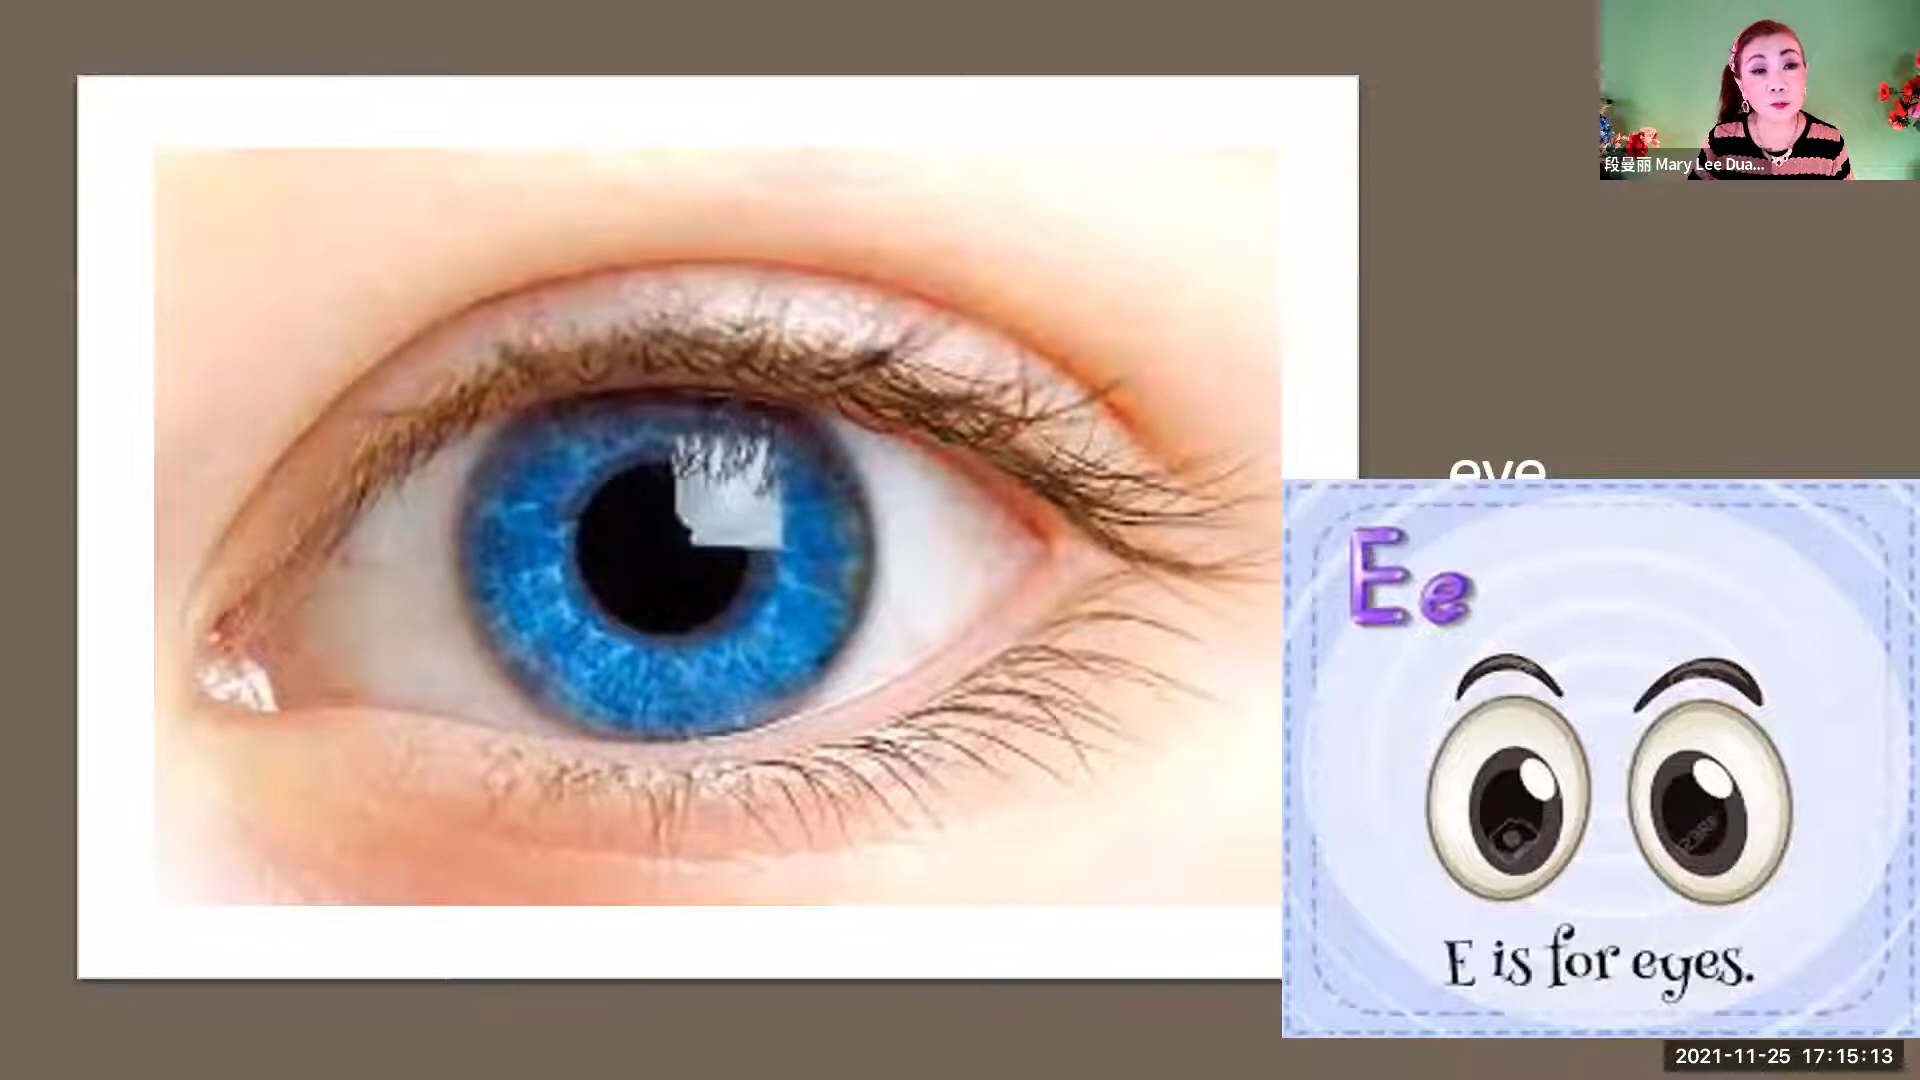 段曼丽 Mary Lee Dua...
eye
Ee
E is for eyes.
2021-11-25 17:15:13